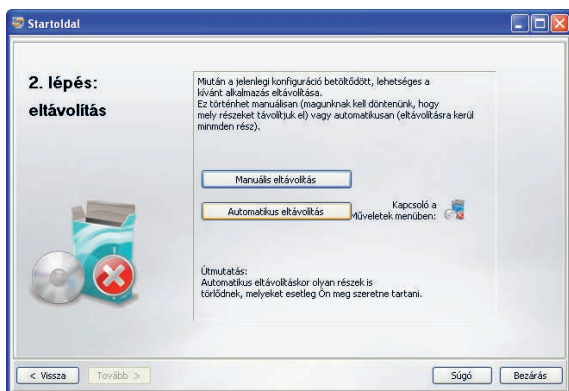 Startoldal
2. lépés:
eltávolítás
Miután a jelenlegi konfiguráció betöltődött, lehetséges a
kívánt alkalmazás eltávolítása.
Ez történhet manuálisan (magunknak kell döntenünk, hogy
mely részeket távolítjuk el) vagy automatikusan (eltávolításra kerül
minmden rész).
Manuális eltávolítás
Automatikus eltávolítás
Kapcsoló a
Műveletek menüben:
Útmutatás:
Automatikus eltávolításkor olyan részek is
törlődnek, melyeket esetleg Ön meg szeretne tartani.
< Vissza
Tovább >
Súgó
Bezárás